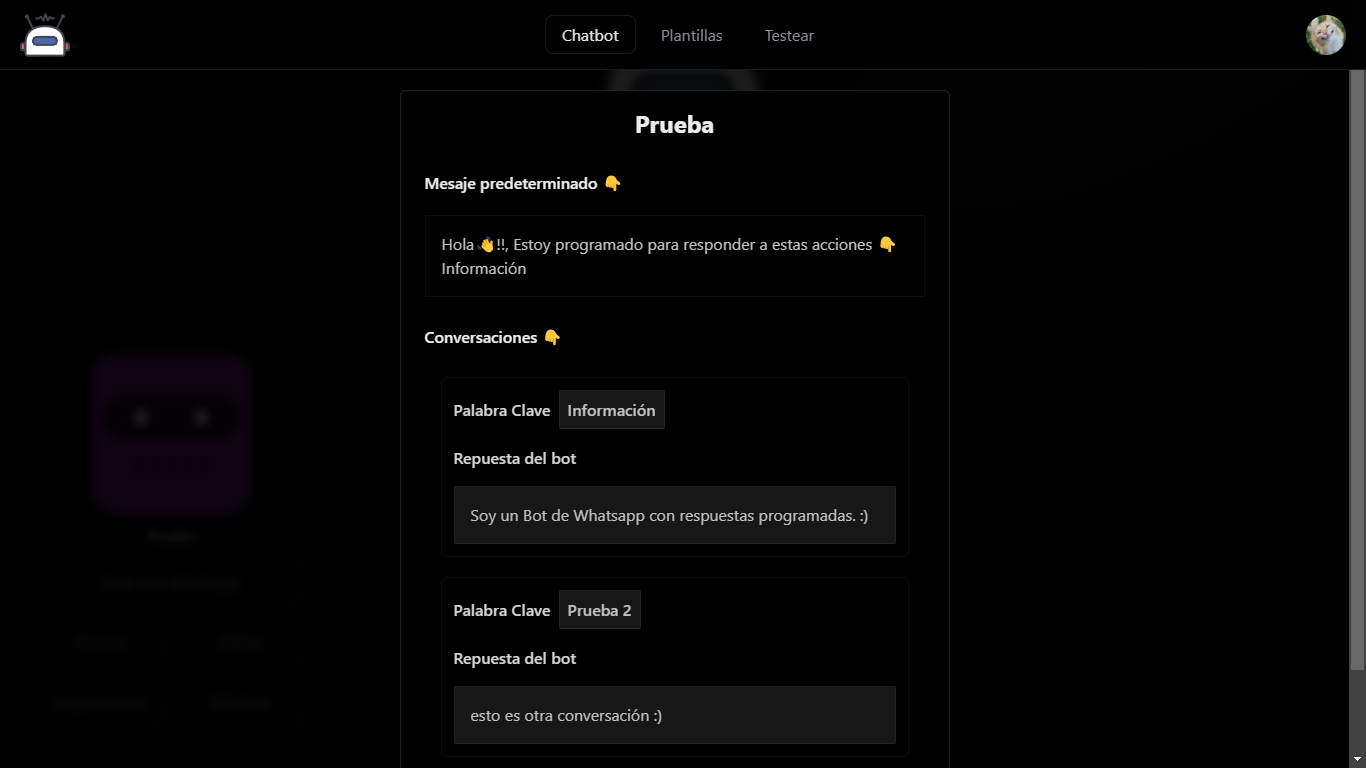 Chatbot
Plantillas
Testear
Prueba
Mesaje predeterminado 👇
Hola 👋!!, Estoy programado para responder a estas acciones 👇
Información
Conversaciones 👇
Palabra Clave Información
Repuesta del bot
Soy un Bot de Whatsapp con respuestas programadas. :)
Palabra Clave Prueba 2
Repuesta del bot
esto es otra conversación :)